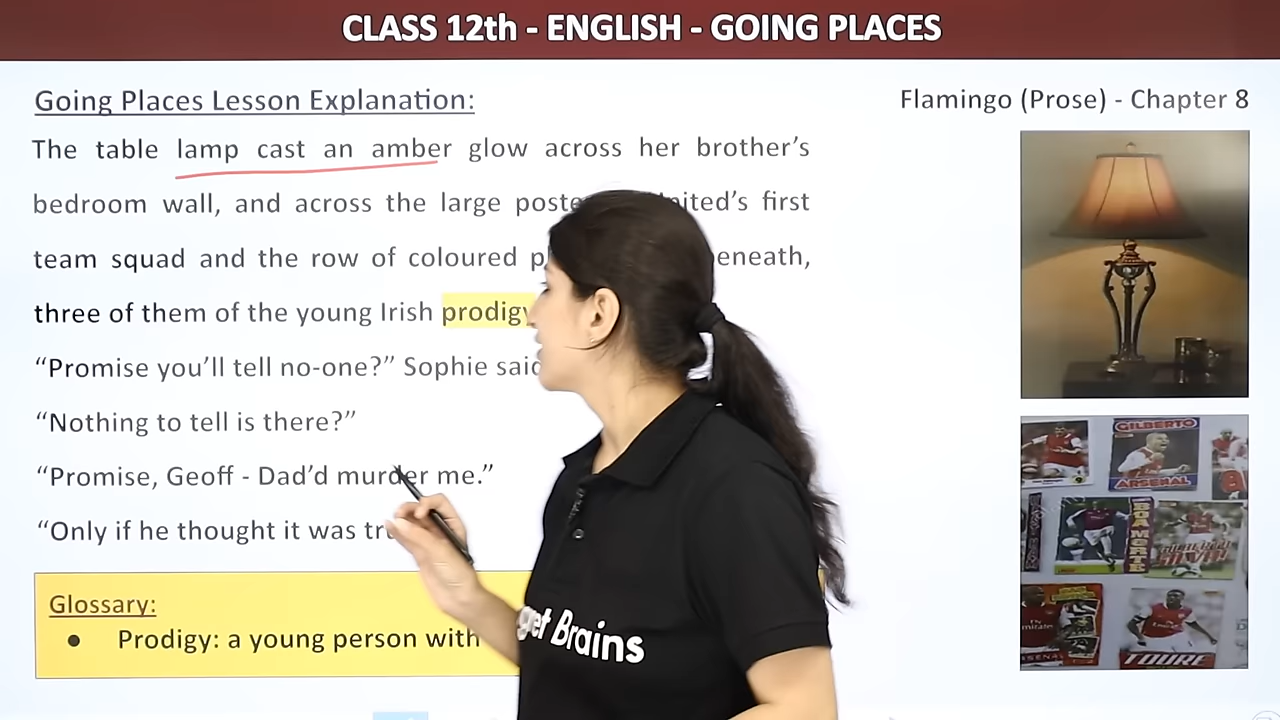 CLASS 12th - ENGLISH - GOING PLACES
Going Places Lesson Explanation:
Flamingo (Prose) - Chapter 8
The table lamp cast an amber glow across her brother’s
bedroom wall, and across the large first
team squad and the row of coloured
three of them of the young Irish
“Promise you’ll tell no-one?” Sophie
“Nothing to tell is there?”
“Promise, Geoff - Dad’d murder me.”
“Only if he thought it was
Glossary:
• Prodigy: a young person with
Brains
GILBERTO
ARSENAL
BOA MORTE
TOURE